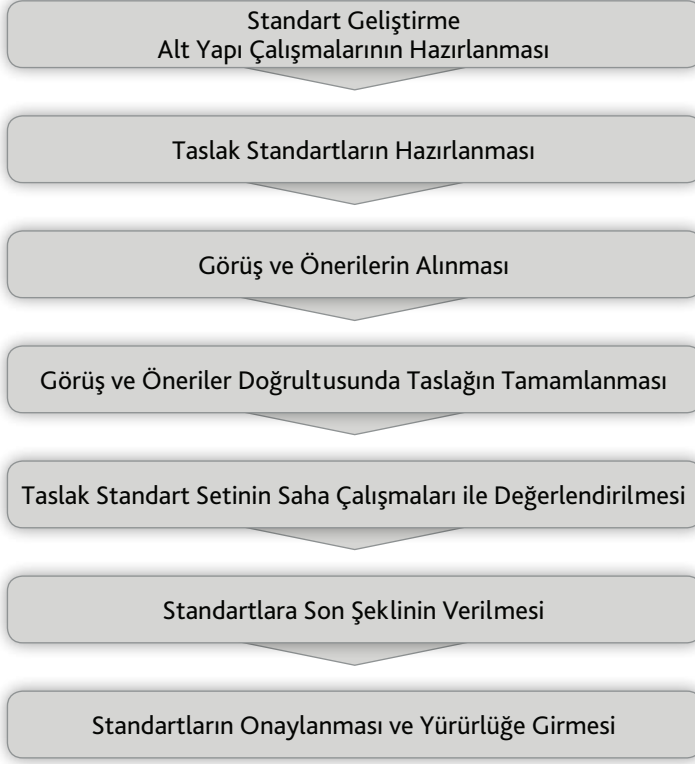 Standart Geliştirme
Alt Yapı Çalışmalarının Hazırlanması
Taslak Standartların Hazırlanması
Görüş ve Önerilerin Alınması
Görüş ve Öneriler Doğrultusunda Taslağın Tamamlanması
Taslak Standart Setinin Saha Çalışmaları ile Değerlendirilmesi
Standartlara Son Şeklinin Verilmesi
Standartların Onaylanması ve Yürürlüğe Girmesi